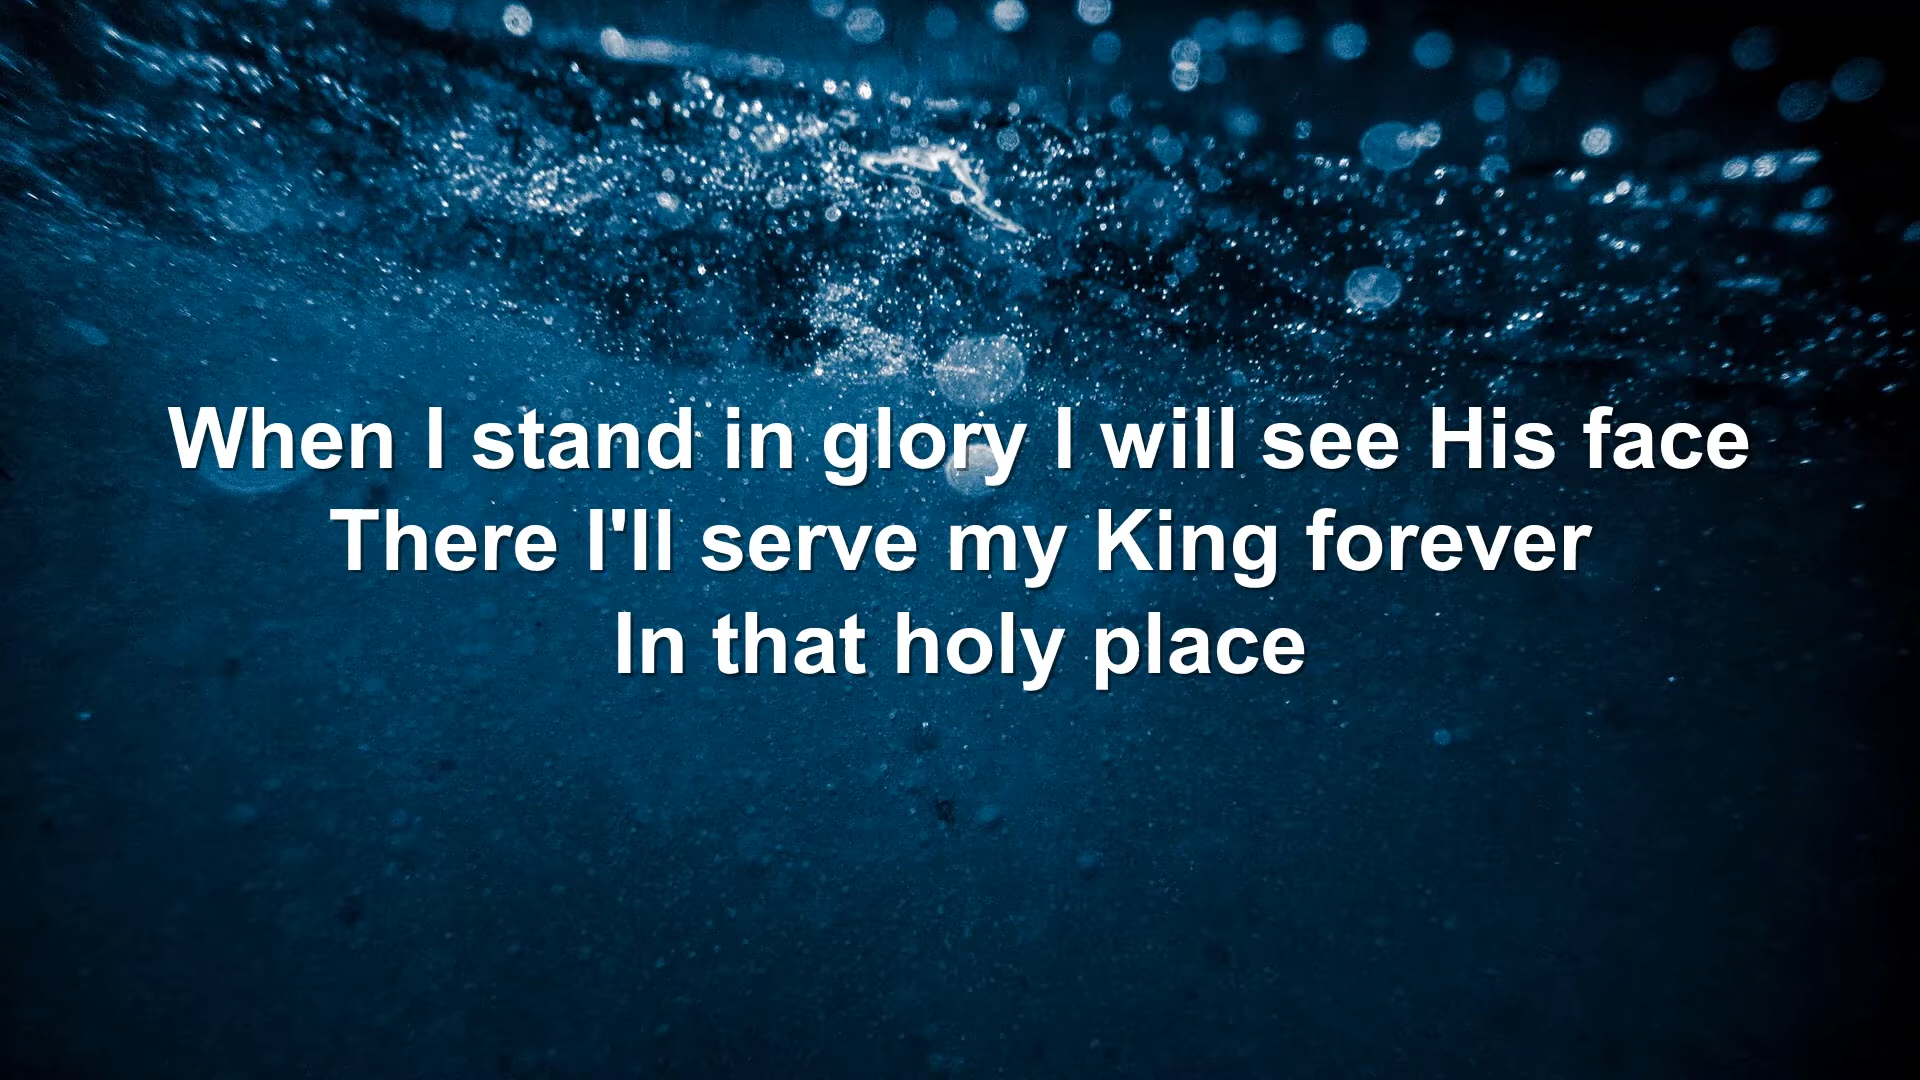 When I stand in glory I will see His face
There I'll serve my King forever
In that holy place